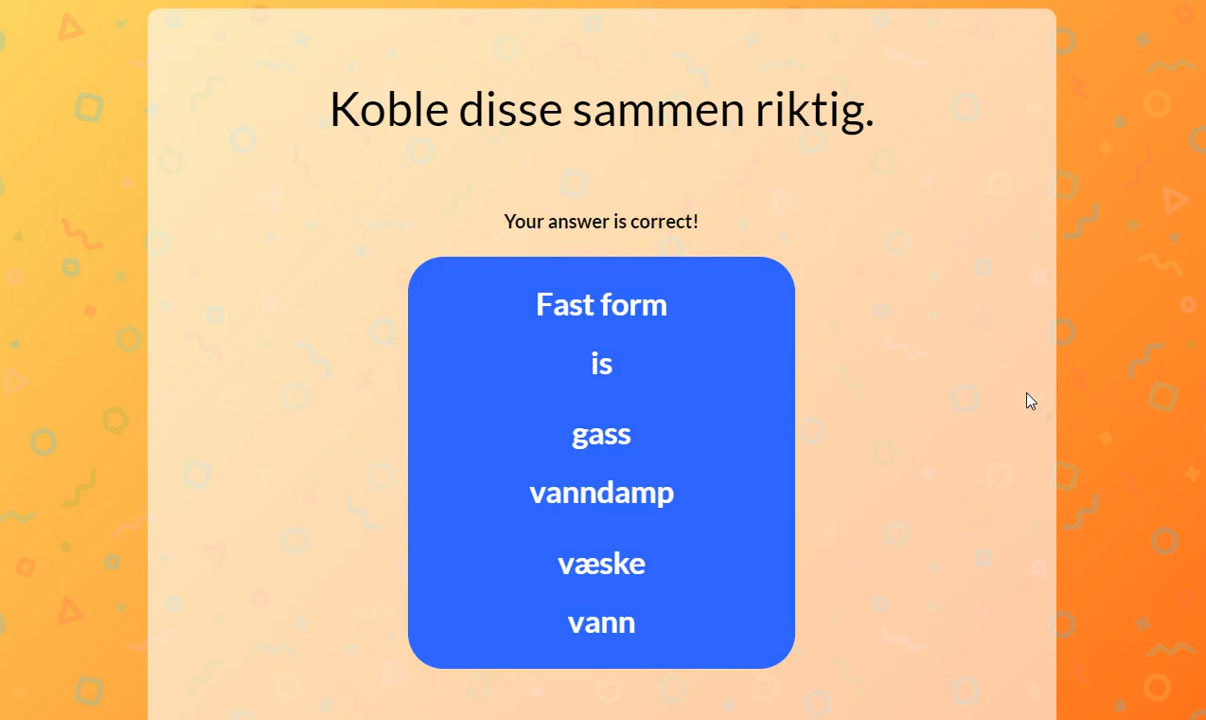 Koble disse sammen riktig.
Your answer is correct!
Fast form
is
gass
vanndamp
væske
vann